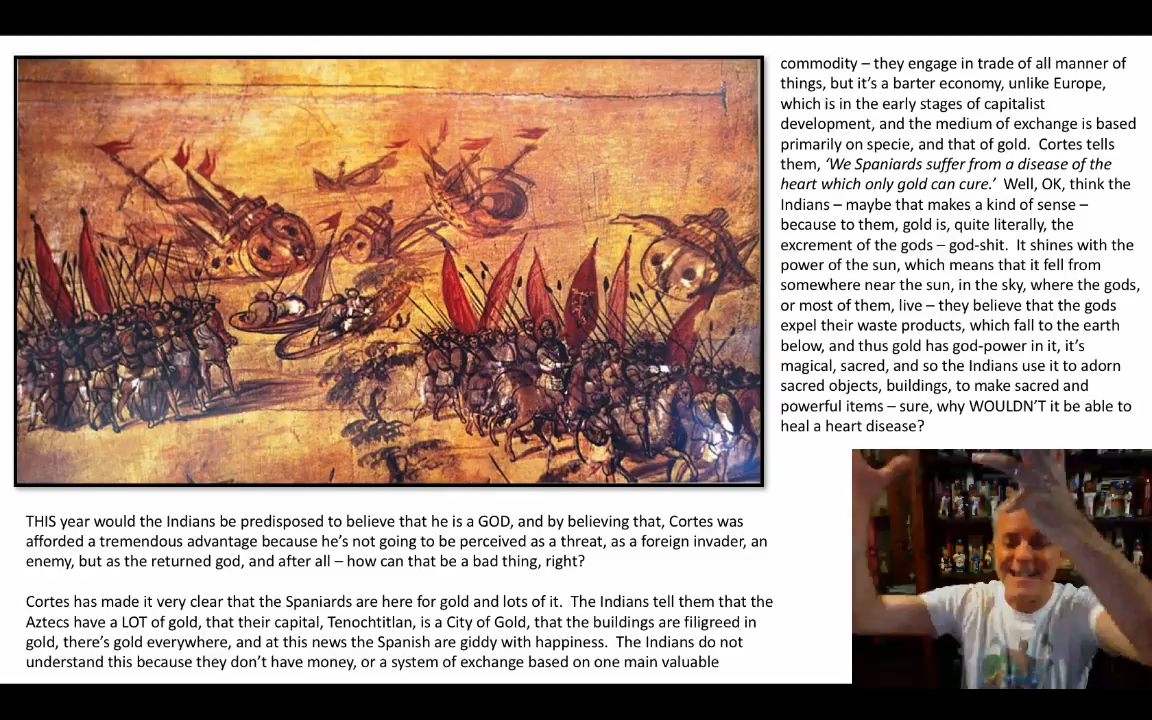 THIS year would the Indians be predisposed to believe that he is a GOD, and by believing that, Cortes was
afforded a tremendous advantage because he's not going to be perceived as a threat, as a foreign invader, an
enemy, but as the returned god, and after all – how can that be a bad thing, right?
Cortes has made it very clear that the Spaniards are here for gold and lots of it.  The Indians tell them that the
Aztecs have a LOT of gold, that their capital, Tenochtitlan, is a City of Gold, that the buildings are filigreed in
gold, there's gold everywhere, and at this news the Spanish are giddy with happiness.  The Indians do not
understand this because they don't have money, or a system of exchange based on one main valuable
commodity – they engage in trade of all manner of
things, but it's a barter economy, unlike Europe,
which is in the early stages of capitalist
development, and the medium of exchange is based
primarily on specie, and that of gold.  Cortes tells
them, 'We Spaniards suffer from a disease of the
heart which only gold can cure.'  Well, OK, think the
Indians – maybe that makes a kind of sense –
because to them, gold is, quite literally, the
excrement of the gods – god-shit.  It shines with the
power of the sun, which means that it fell from
somewhere near the sun, in the sky, where the gods,
or most of them, live – they believe that the gods
expel their waste products, which fall to the earth
below, and thus gold has god-power in it, it's
magical, sacred, and so the Indians use it to adorn
sacred objects, buildings, to make sacred and
powerful items – sure, why WOULDN'T it be able to
heal a heart disease?